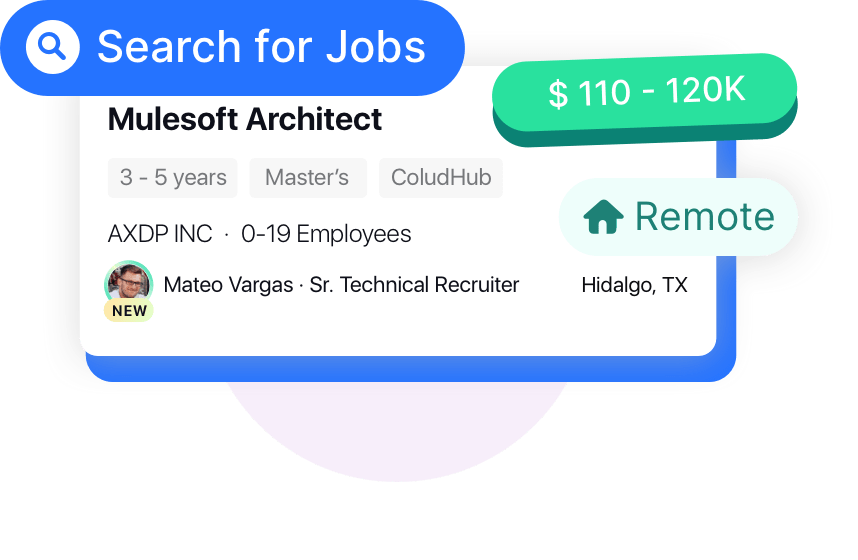 Search for Jobs
$ 110 - 120K
Mulesoft Architect
3 - 5 years Master's ColudHub
Remote
AXDP INC · 0-19 Employees
Mateo Vargas · Sr. Technical Recruiter Hidalgo, TX
NEW